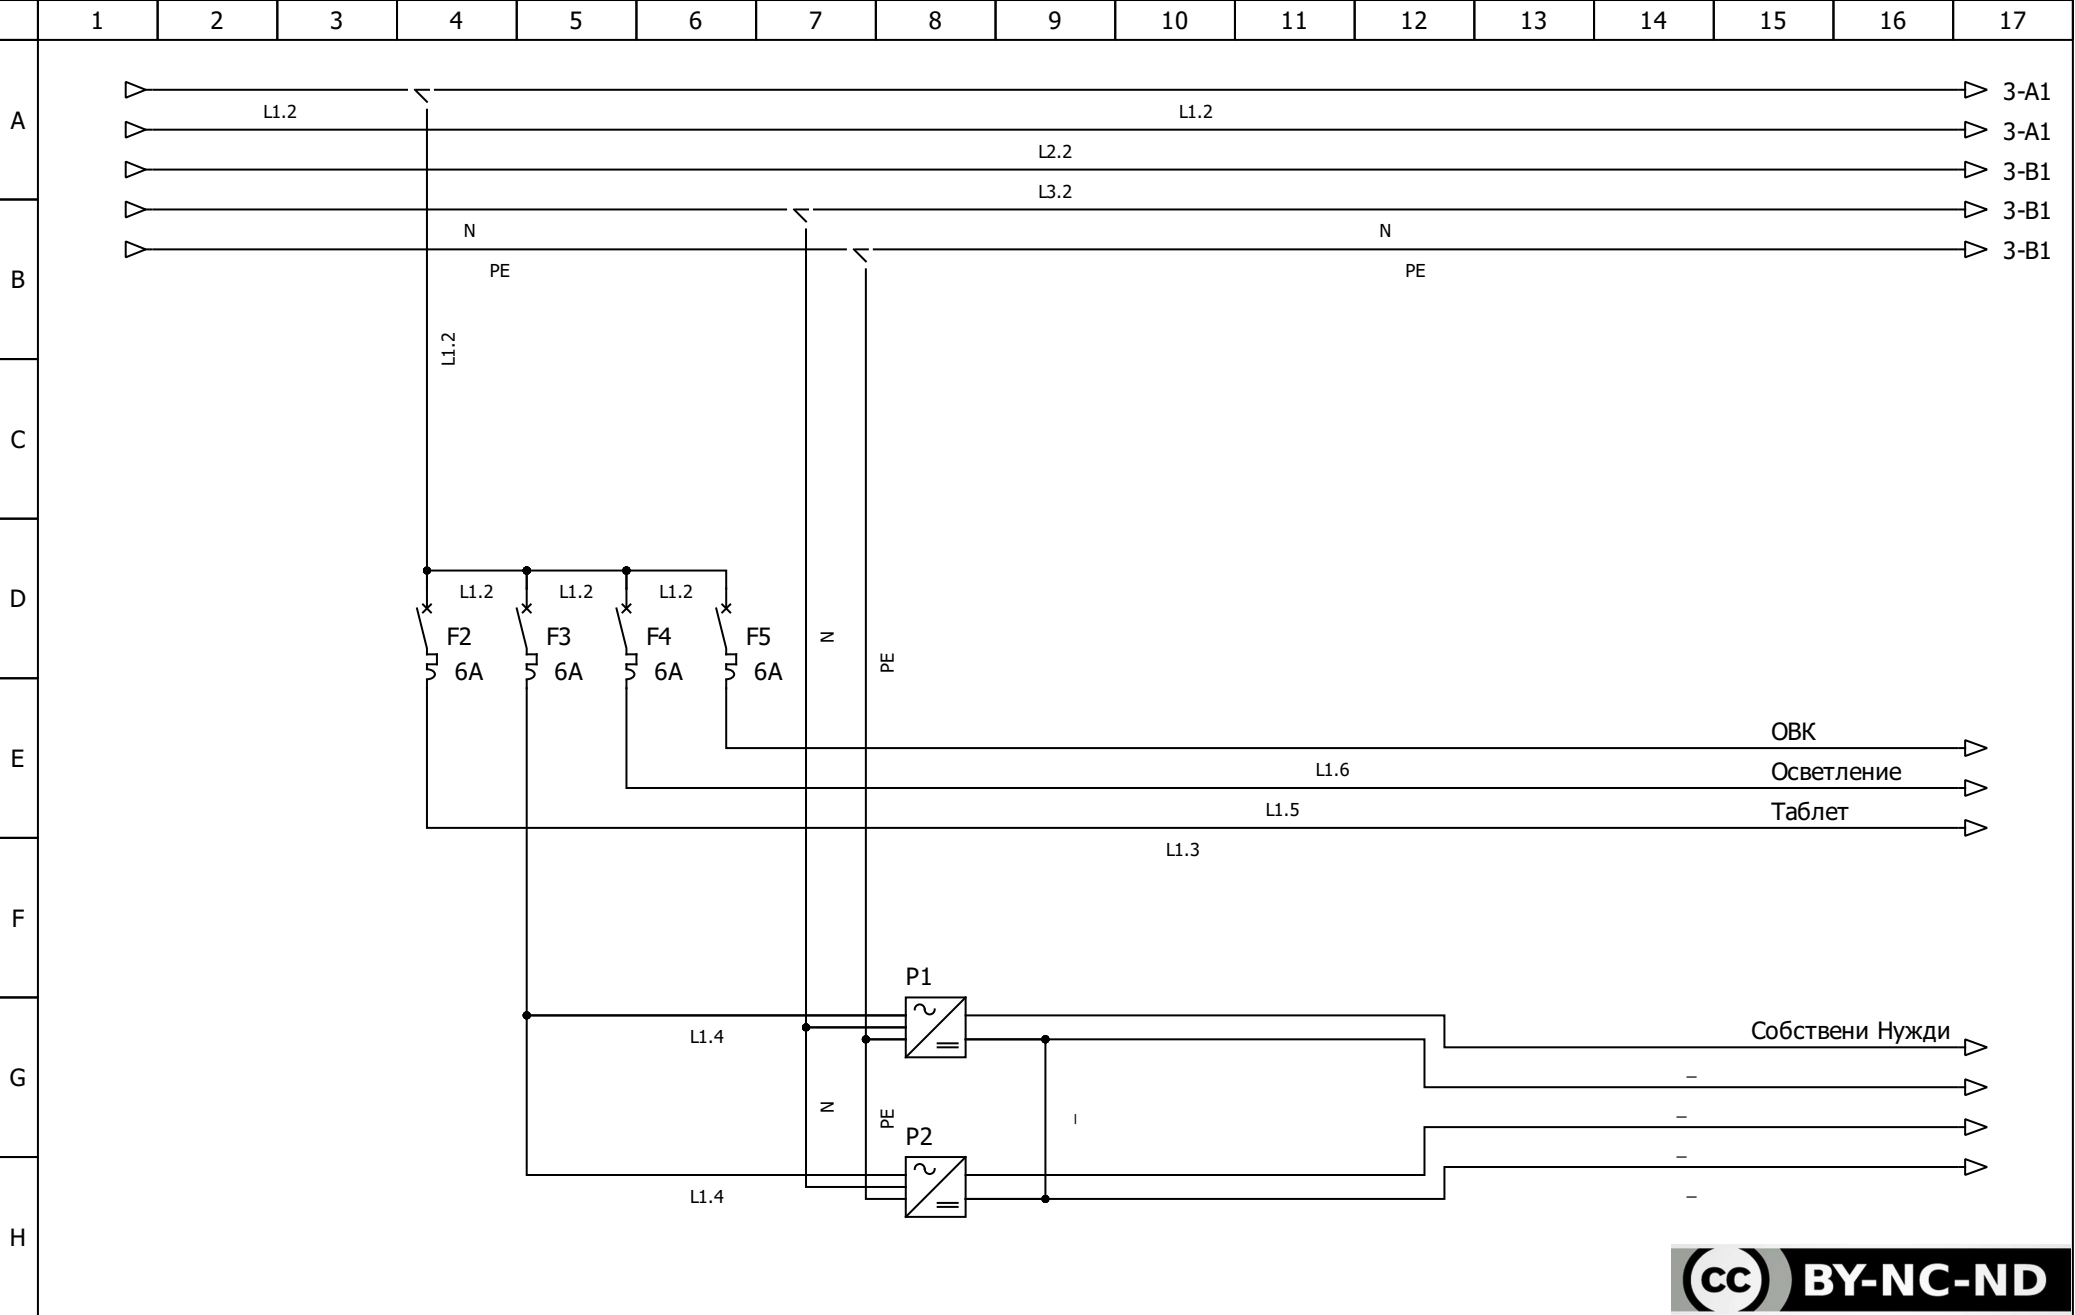 1 2 3 4 5 6 7 8 9 10 11 12 13 14 15 16 17
A
3-A1
L1.2 L1.2
3-A1
L2.2
3-B1
L3.2
3-B1
N N
3-B1
B
PE PE
L1.2
C
D
L1.2 L1.2 L1.2
F2 F3 F4 F5
N
6A 6A 6A 6A
PE
ОВК
E
L1.6
Осветление
L1.5
Таблет
L1.3
F
P1
L1.4
Собствени Нужди
G
–
N
PE
–
P2
–
L1.4
–
H
cc BY-NC-ND